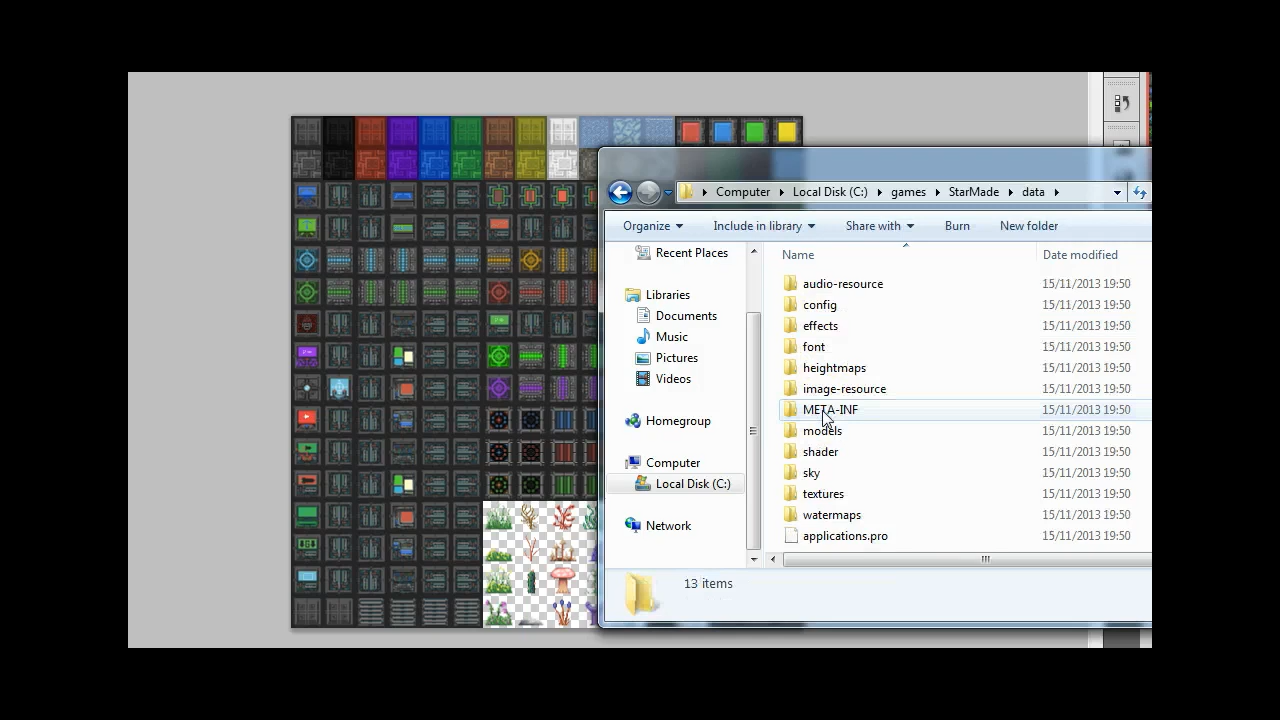 Computer Local Disk (C:) games StarMade data
Organize Include in library Share with Burn New folder
Recent Places
Libraries
Documents
Music
Pictures
Videos
Homegroup
Computer
Local Disk (C:)
Network
Name Date modified
audio-resource 15/11/2013 19:50
config 15/11/2013 19:50
effects 15/11/2013 19:50
font 15/11/2013 19:50
heightmaps 15/11/2013 19:50
image-resource 15/11/2013 19:50
META-INF 15/11/2013 19:50
models 15/11/2013 19:50
shader 15/11/2013 19:50
sky 15/11/2013 19:50
textures 15/11/2013 19:50
watermaps 15/11/2013 19:50
applications.pro 15/11/2013 19:50
13 items